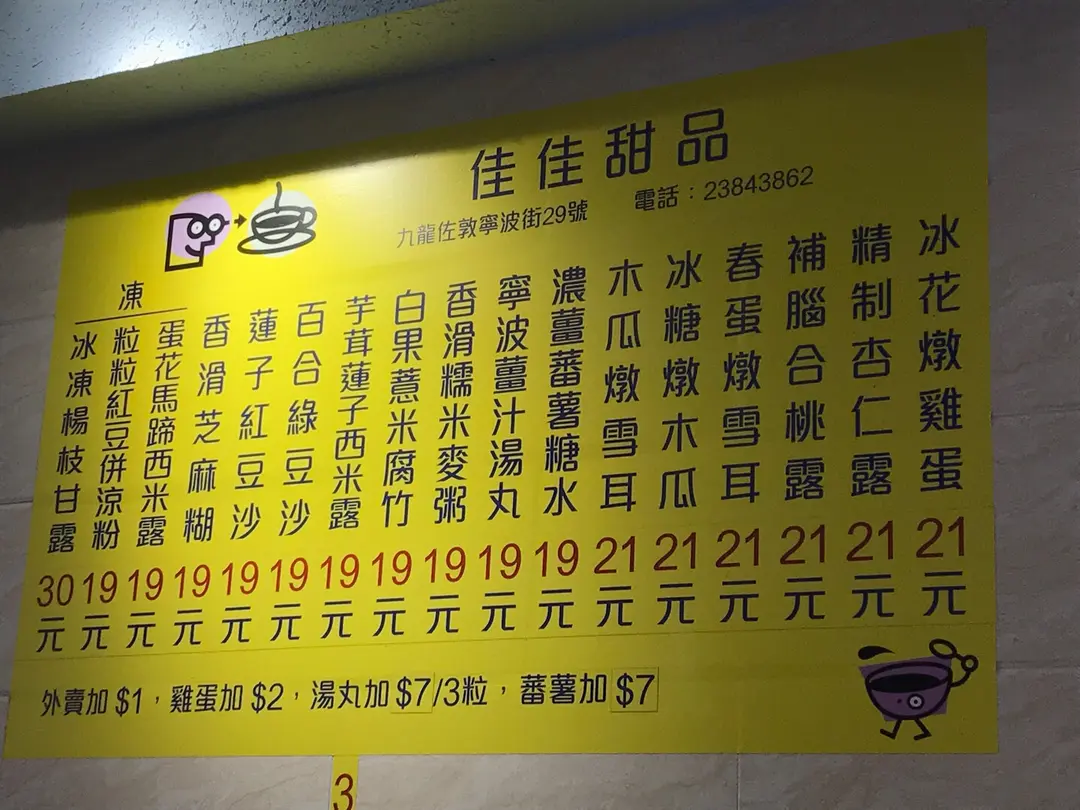 佳佳甜品
九龍佐敦寧波街29號 電話:23843862
冰花燉雞蛋 21元
精制杏仁露 21元
補腦合桃露 21元
春蛋燉雪耳 21元
冰糖燉木瓜 21元
木瓜燉雪耳 21元
濃薑蕃薯糖水 19元
寧波薑汁湯丸 19元
香滑糯米麥粥 19元
白果薏米腐竹 19元
芋茸蓮子西米露 19元
百合綠豆沙 19元
蓮子紅豆沙 19元
香滑芝麻糊 19元
凍
蛋花馬蹄西米露 19元
粒粒紅豆併涼粉 19元
冰凍楊枝甘露 30元
外賣加 $1,雞蛋加 $2,湯丸加 $7/3粒,蕃薯加 $7
3